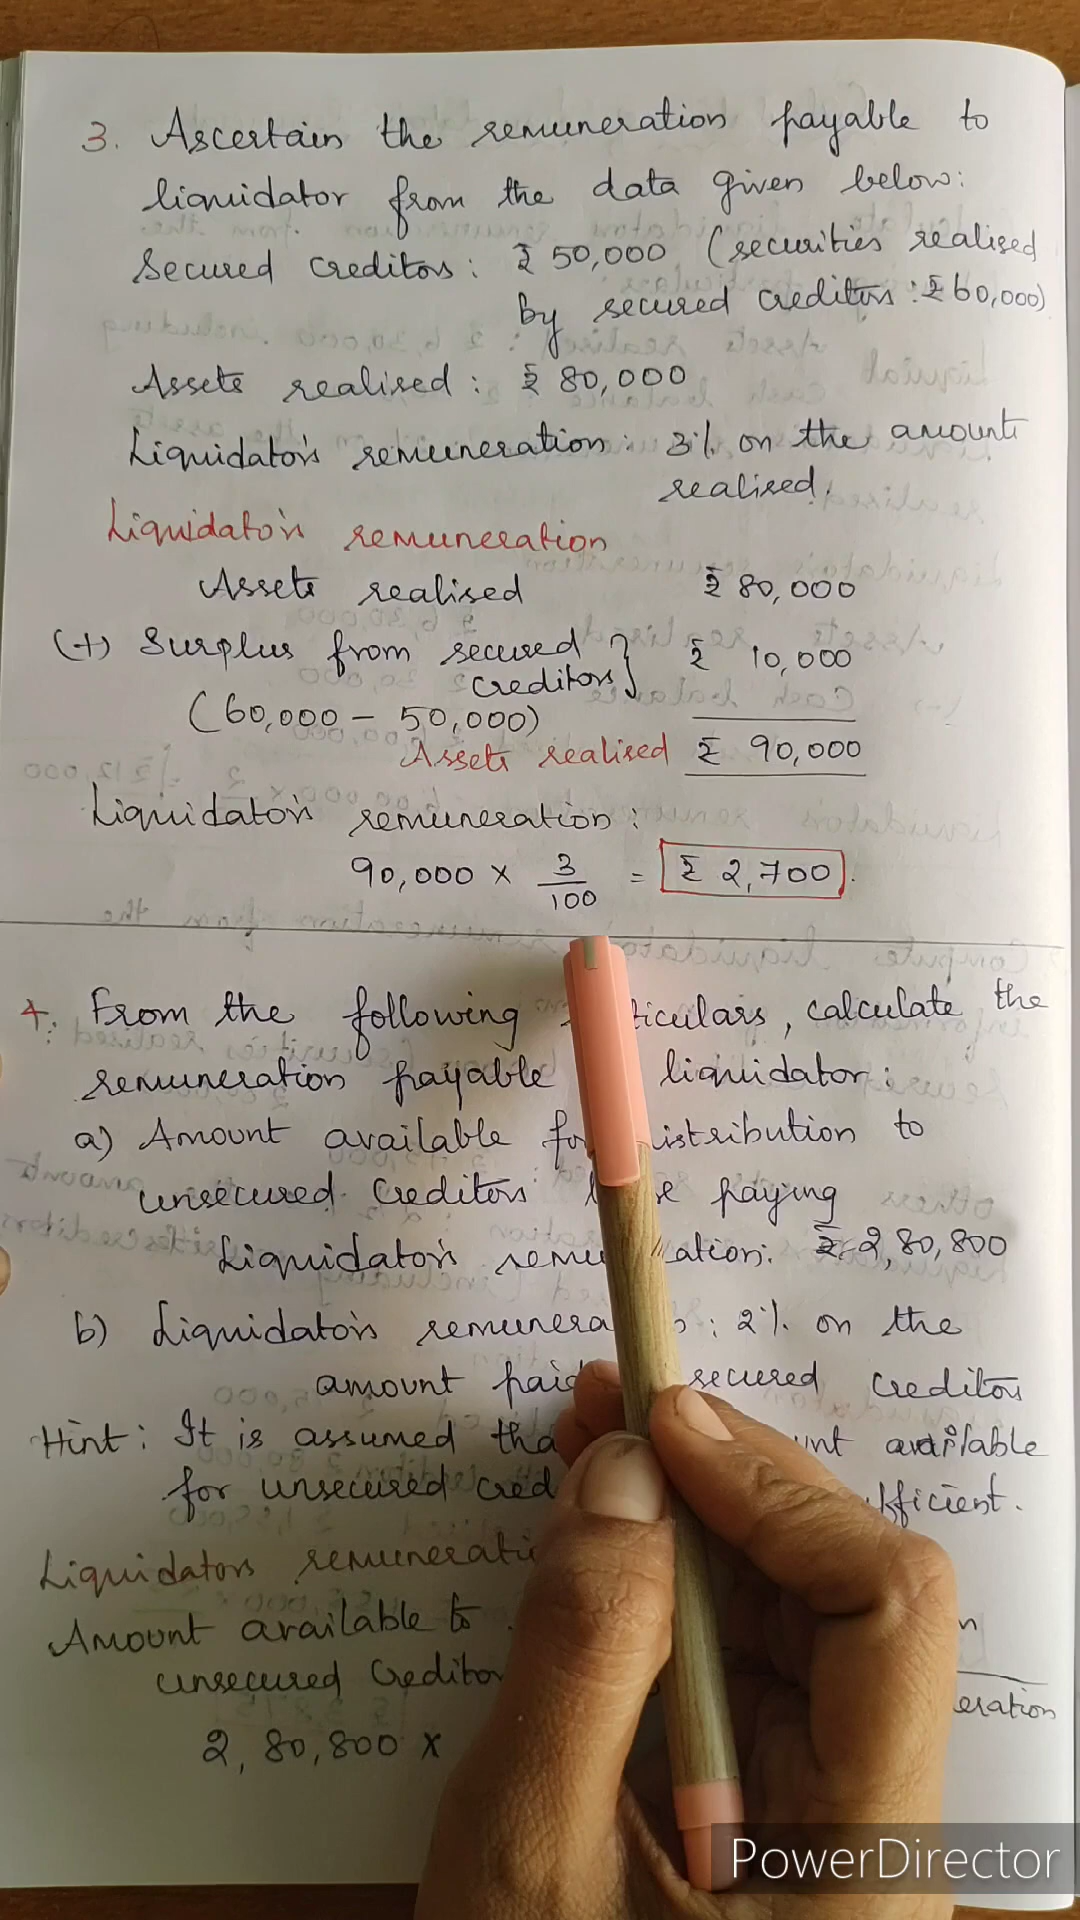 3. Ascertain the remuneration payable to
liquidator from the data given below:
Secured Creditors: ₹ 50,000 (securities realised
by secured creditors: ₹ 60,000)
Assets realised: ₹ 80,000
Liquidator's remuneration: 3% on the amount
realised.
Liquidator's remuneration
Assets realised ₹ 80,000
(+) Surplus from secured creditors } ₹ 10,000
(60,000 - 50,000)
Assets realised ₹ 90,000
Liquidator's remuneration:
90,000 x 3/100 = ₹ 2,700.
4. From the following ticulars, calculate the
remuneration payable liquidator:
a) Amount available fo istribution to
unsecured Creditors paying
Liquidator's remu ation: ₹ 2,80,800
b) Liquidator's remunera : 2% on the
amount paid secured Creditors
Hint: It is assumed tha unt available
for unsecured cred fficient.
Liquidators remunerati
Amount available to n
unsecured Creditor eration
2,80,800 x
PowerDirector